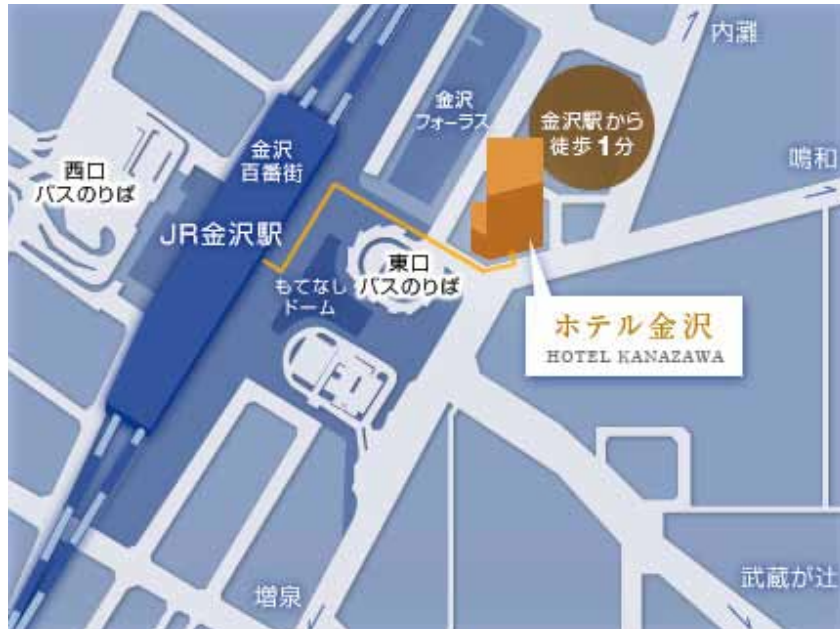 内灘
金沢
フォーラス
金沢駅から
徒歩1分
金沢
百番街
鳴和
西口
バスのりば
JR金沢駅
東口
バスのりば
もてなし
ドーム
ホテル金沢
HOTEL KANAZAWA
武蔵が辻
増泉